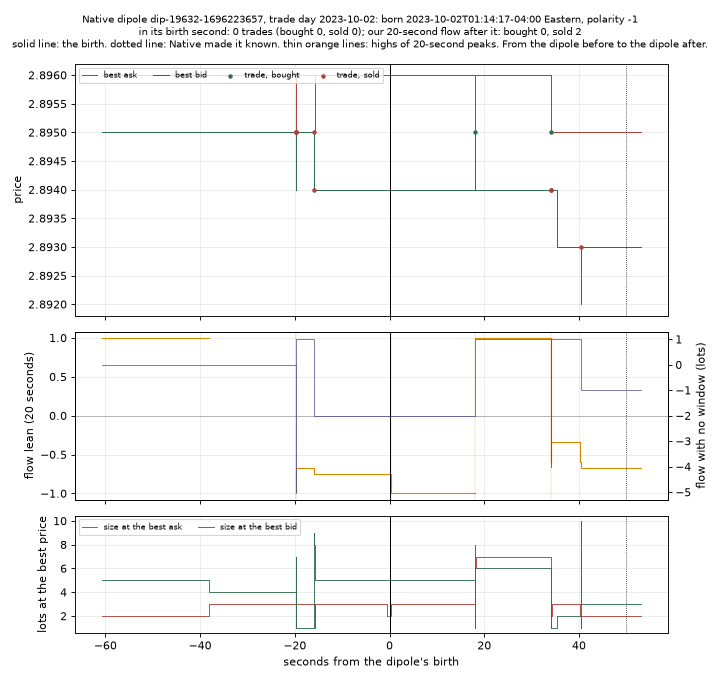 Native dipole dip-19632-1696223657, trade day 2023-10-02: born 2023-10-02T01:14:17-04:00 Eastern, polarity -1
in its birth second: 0 trades (bought 0, sold 0); our 20-second flow after it: bought 0, sold 2
solid line: the birth. dotted line: Native made it known. thin orange lines: highs of 20-second peaks. From the dipole before to the dipole after.
best ask
best bid
trade, bought
trade, sold
2.8960
2.8955
2.8950
2.8945
2.8940
2.8935
2.8930
2.8925
2.8920
price
1.0
0.5
0.0
−0.5
−1.0
flow lean (20 seconds)
1
0
−1
−2
−3
−4
−5
flow with no window (lots)
size at the best ask
size at the best bid
10
8
6
4
2
lots at the best price
−60
−40
−20
0
20
40
seconds from the dipole's birth